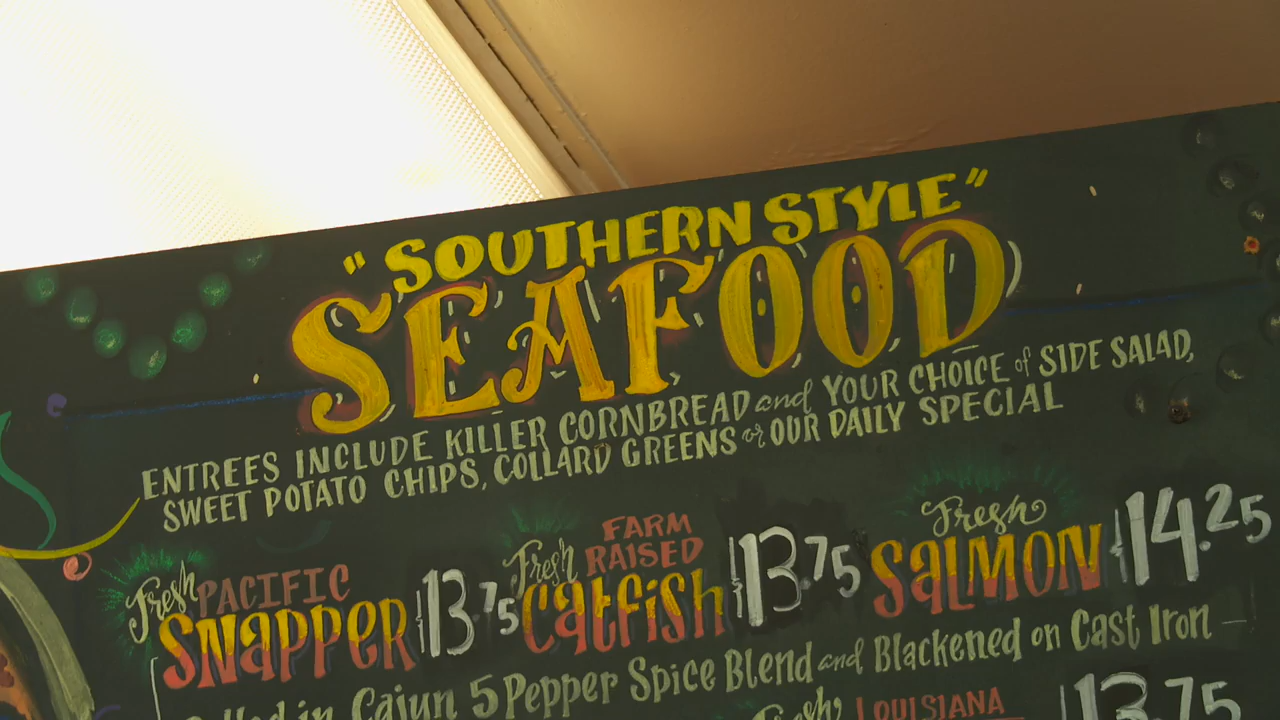 "SOUTHERN STYLE"
SEAFOOD
ENTREES INCLUDE KILLER CORNBREAD and YOUR CHOICE of SIDE SALAD,
SWEET POTATO CHIPS, COLLARD GREENS or OUR DAILY SPECIAL
Fresh PACIFIC SNAPPER 13.75
Fresh FARM RAISED Catfish 13.75
Fresh SALMON 14.25
in Cajun 5 Pepper Spice Blend and Blackened on Cast Iron —
Fresh LOUISIANA 13.75